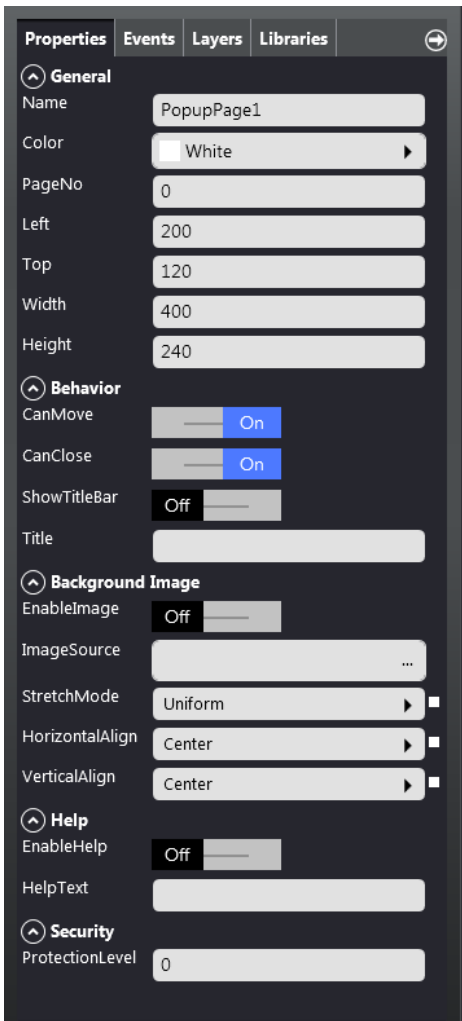 Properties Events Layers Libraries
General
Name PopupPage1
Color White
PageNo 0
Left 200
Top 120
Width 400
Height 240
Behavior
CanMove On
CanClose On
ShowTitleBar Off
Title
Background Image
EnableImage Off
ImageSource ...
StretchMode Uniform
HorizontalAlign Center
VerticalAlign Center
Help
EnableHelp Off
HelpText
Security
ProtectionLevel 0